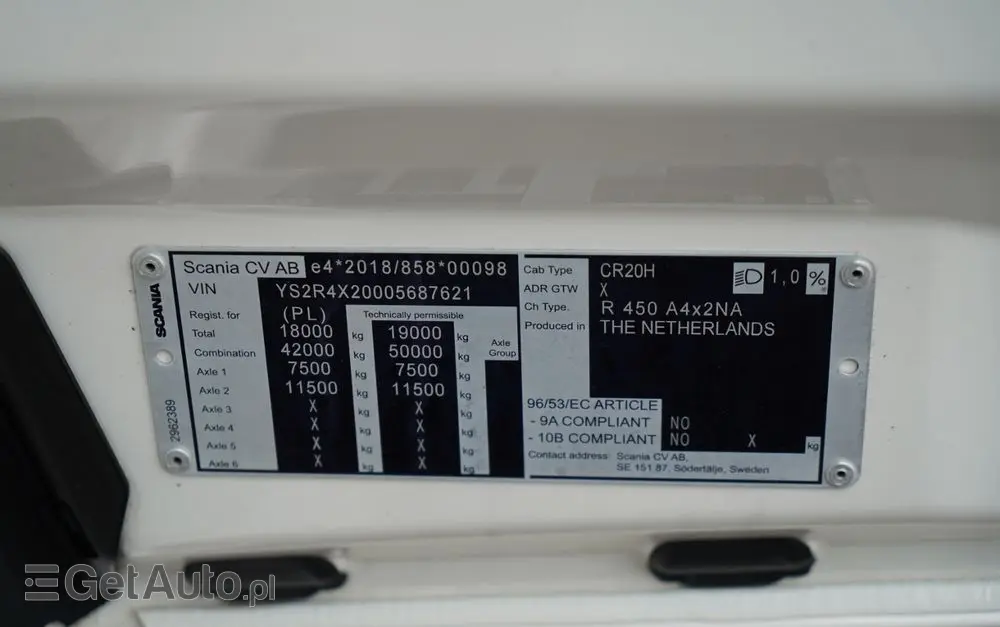 SCANIA
2962389
Scania CV AB e4*2018/858*00098
VIN YS2R4X20005687621
Regist. for (PL) Technically permissible
Total 18000 kg 19000 kg
Axle Group
Combination 42000 kg 50000 kg
Axle 1 7500 kg 7500 kg
Axle 2 11500 kg 11500 kg
Axle 3 X kg X kg
Axle 4 X kg X kg
Axle 5 X kg X kg
Axle 6 X kg X kg
Cab Type CR20H 1,0 %
ADR GTW X
Ch Type. R 450 A4x2NA
Produced in THE NETHERLANDS
96/53/EC ARTICLE
- 9A COMPLIANT NO
- 10B COMPLIANT NO X kg
Contact address: Scania CV AB,
SE 151 87, Södertälje, Sweden
GetAuto.pl